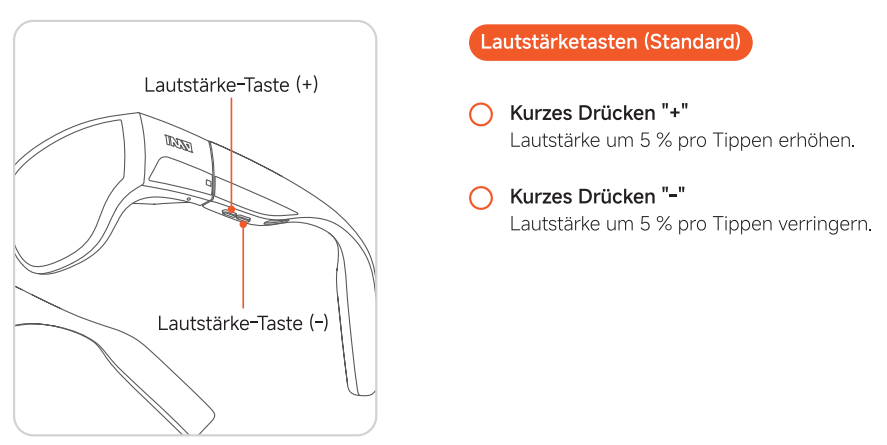 Lautstärke-Taste (+)
INMO
Lautstärke-Taste (-)
Lautstärketasten (Standard)
Kurzes Drücken "+"
Lautstärke um 5 % pro Tippen erhöhen.
Kurzes Drücken "-"
Lautstärke um 5 % pro Tippen verringern.